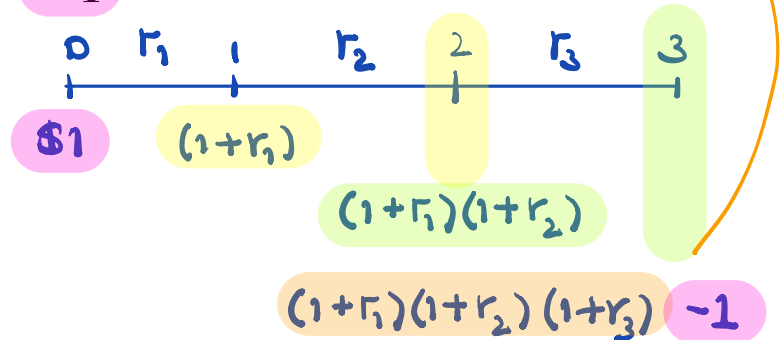 0 r₁ 1 r₂ 2 r₃ 3
$1 (1+r₁)
(1+r₁)(1+r₂)
(1+r₁)(1+r₂)(1+r₃) -1